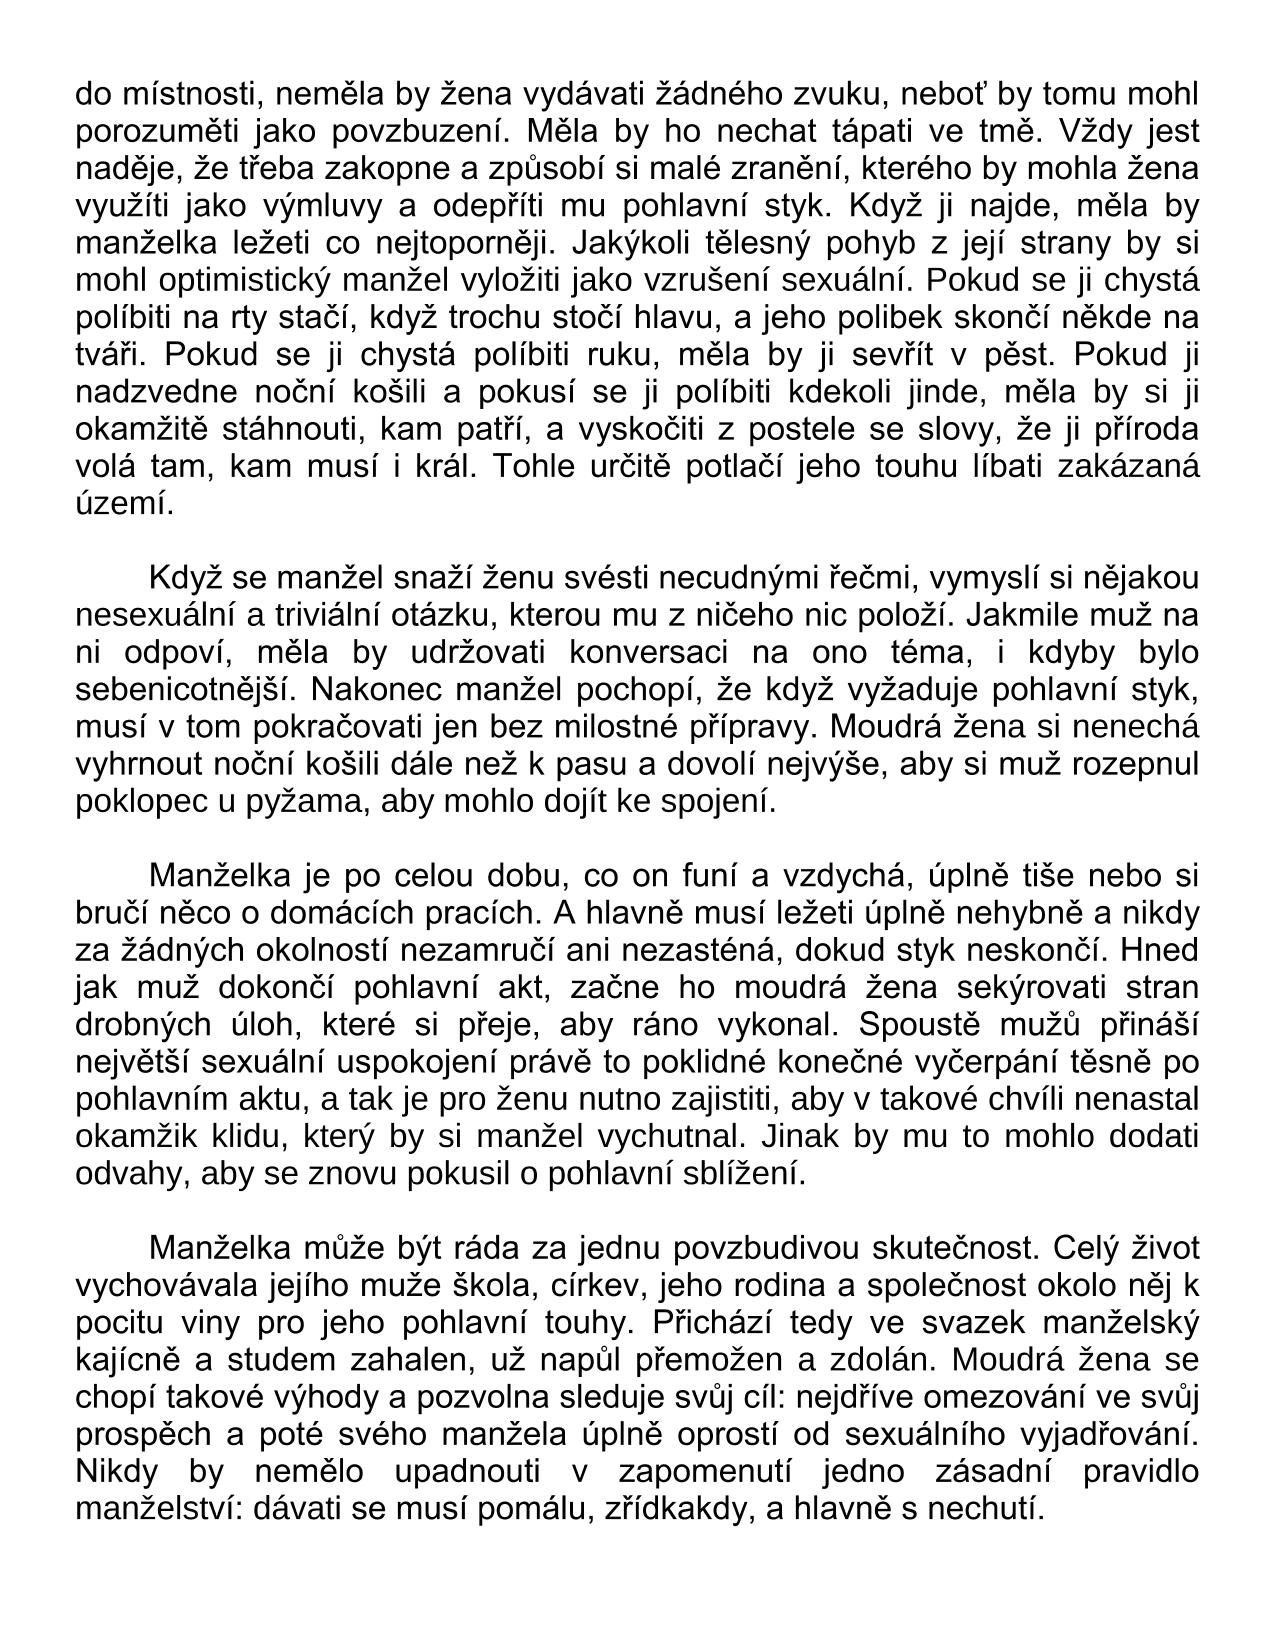 do místnosti, neměla by žena vydávati žádného zvuku, neboť by tomu mohl
porozuměti jako povzbuzení. Měla by ho nechat tápati ve tmě. Vždy jest
naděje, že třeba zakopne a způsobí si malé zranění, kterého by mohla žena
využíti jako výmluvy a odepříti mu pohlavní styk. Když ji najde, měla by
manželka ležeti co nejtoporněji. Jakýkoli tělesný pohyb z její strany by si
mohl optimistický manžel vyložiti jako vzrušení sexuální. Pokud se ji chystá
políbiti na rty stačí, když trochu stočí hlavu, a jeho polibek skončí někde na
tváři. Pokud se ji chystá políbiti ruku, měla by ji sevřít v pěst. Pokud ji
nadzvedne noční košili a pokusí se ji políbiti kdekoli jinde, měla by si ji
okamžitě stáhnouti, kam patří, a vyskočiti z postele se slovy, že ji příroda
volá tam, kam musí i král. Tohle určitě potlačí jeho touhu líbati zakázaná
území.
Když se manžel snaží ženu svésti necudnými řečmi, vymyslí si nějakou
nesexuální a triviální otázku, kterou mu z ničeho nic položí. Jakmile muž na
ni odpoví, měla by udržovati konversaci na ono téma, i kdyby bylo
sebenicotnější. Nakonec manžel pochopí, že když vyžaduje pohlavní styk,
musí v tom pokračovati jen bez milostné přípravy. Moudrá žena si nenechá
vyhrnout noční košili dále než k pasu a dovolí nejvýše, aby si muž rozepnul
poklopec u pyžama, aby mohlo dojít ke spojení.
Manželka je po celou dobu, co on funí a vzdychá, úplně tiše nebo si
bručí něco o domácích pracích. A hlavně musí ležeti úplně nehybně a nikdy
za žádných okolností nezamručí ani nezasténá, dokud styk neskončí. Hned
jak muž dokončí pohlavní akt, začne ho moudrá žena sekýrovati stran
drobných úloh, které si přeje, aby ráno vykonal. Spoustě mužů přináší
největší sexuální uspokojení právě to poklidné konečné vyčerpání těsně po
pohlavním aktu, a tak je pro ženu nutno zajistiti, aby v takové chvíli nenastal
okamžik klidu, který by si manžel vychutnal. Jinak by mu to mohlo dodati
odvahy, aby se znovu pokusil o pohlavní sblížení.
Manželka může být ráda za jednu povzbudivou skutečnost. Celý život
vychovávala jejího muže škola, církev, jeho rodina a společnost okolo něj k
pocitu viny pro jeho pohlavní touhy. Přichází tedy ve svazek manželský
kajícně a studem zahalen, už napůl přemožen a zdolán. Moudrá žena se
chopí takové výhody a pozvolna sleduje svůj cíl: nejdříve omezování ve svůj
prospěch a poté svého manžela úplně oprostí od sexuálního vyjadřování.
Nikdy by nemělo upadnouti v zapomenutí jedno zásadní pravidlo
manželství: dávati se musí pomálu, zřídkakdy, a hlavně s nechutí.